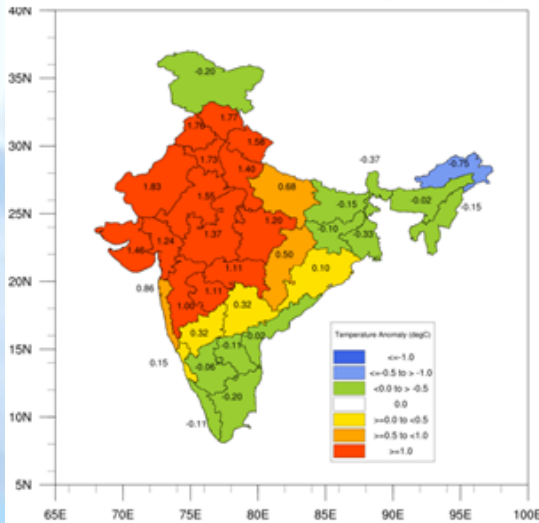 40N
35N
30N
25N
20N
15N
10N
5N
65E 70E 75E 80E 85E 90E 95E 100E
-0.20
1.77
1.76
1.58
1.73
1.40
1.83
1.55
0.68
-0.37
-0.75
-0.02
-0.15
-0.15
1.20
-0.10
-0.33
1.24
1.37
1.46
0.50
0.10
1.11
0.86
1.11
1.00
0.32
0.32
0.15
-0.02
-0.11
-0.06
-0.20
-0.11
Temperature Anomaly (degC)
<=-1.0
<=-0.5 to > -1.0
<0.0 to > -0.5
0.0
>=0.0 to <0.5
>=0.5 to <1.0
>=1.0